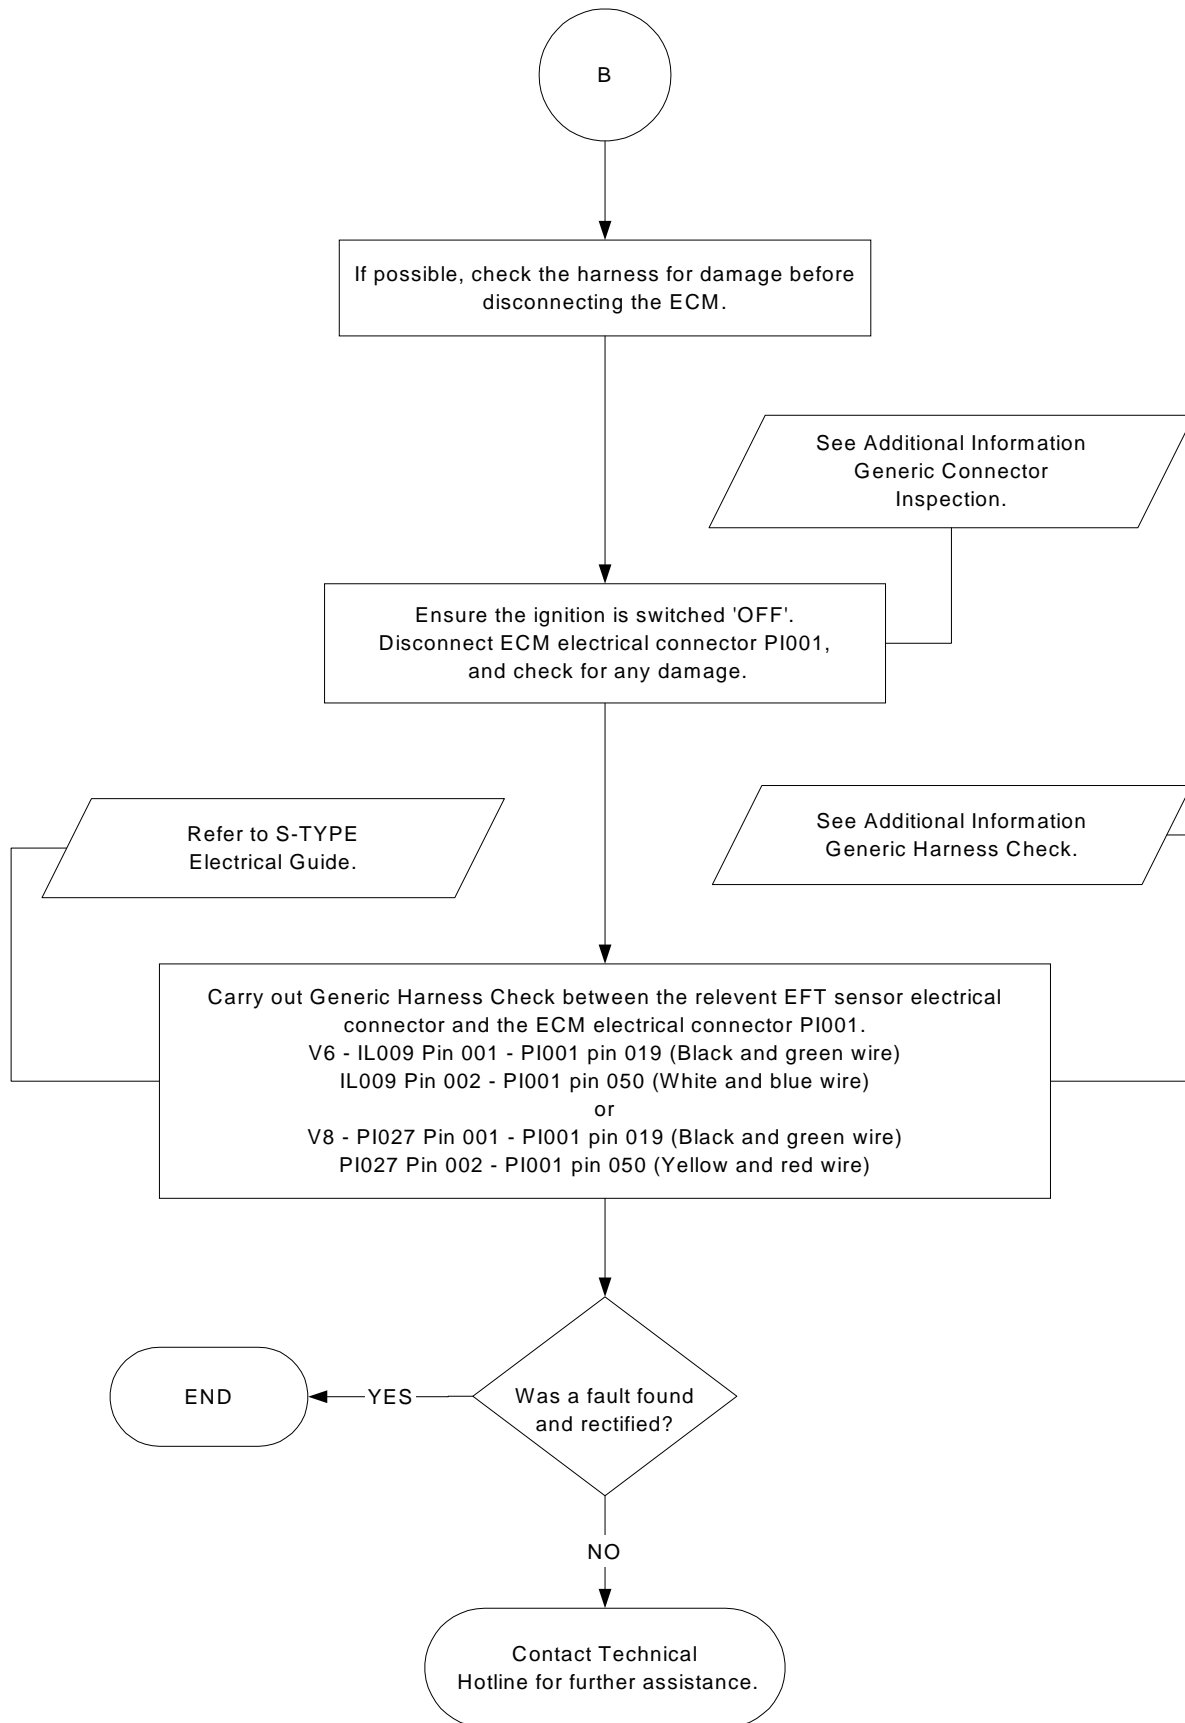 B
If possible, check the harness for damage before
disconnecting the ECM.
See Additional Information
Generic Connector
Inspection.
Ensure the ignition is switched 'OFF'.
Disconnect ECM electrical connector PI001,
and check for any damage.
Refer to S-TYPE
Electrical Guide.
See Additional Information
Generic Harness Check.
Carry out Generic Harness Check between the relevent EFT sensor electrical
connector and the ECM electrical connector PI001.
V6 - IL009 Pin 001 - PI001 pin 019 (Black and green wire)
IL009 Pin 002 - PI001 pin 050 (White and blue wire)
or
V8 - PI027 Pin 001 - PI001 pin 019 (Black and green wire)
PI027 Pin 002 - PI001 pin 050 (Yellow and red wire)
Was a fault found
and rectified?
YES
END
NO
Contact Technical
Hotline for further assistance.